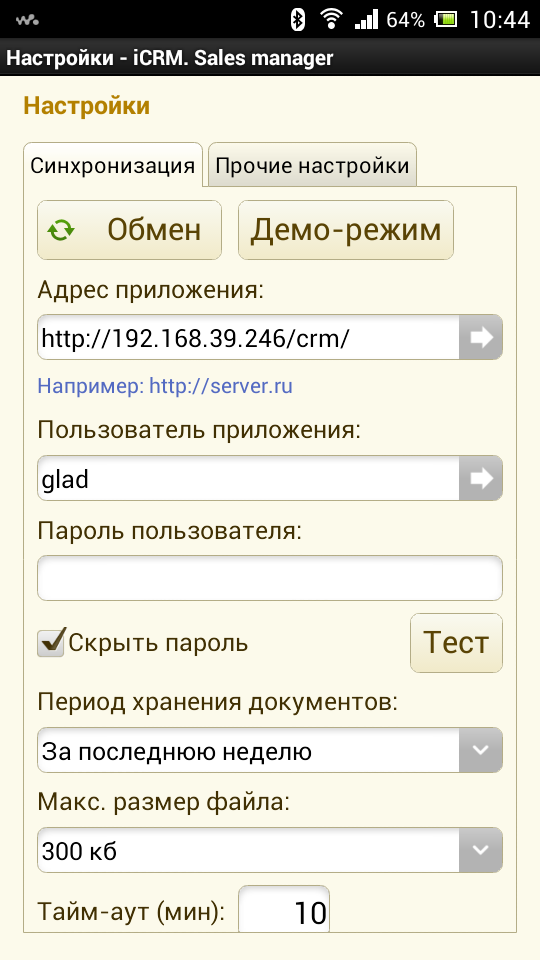 64% 10:44
Настройки - iCRM. Sales manager
Настройки
Синхронизация Прочие настройки
Обмен Демо-режим
Адрес приложения:
http://192.168.39.246/crm/
Например: http://server.ru
Пользователь приложения:
glad
Пароль пользователя:
Скрыть пароль Тест
Период хранения документов:
За последнюю неделю
Макс. размер файла:
300 кб
Тайм-аут (мин): 10